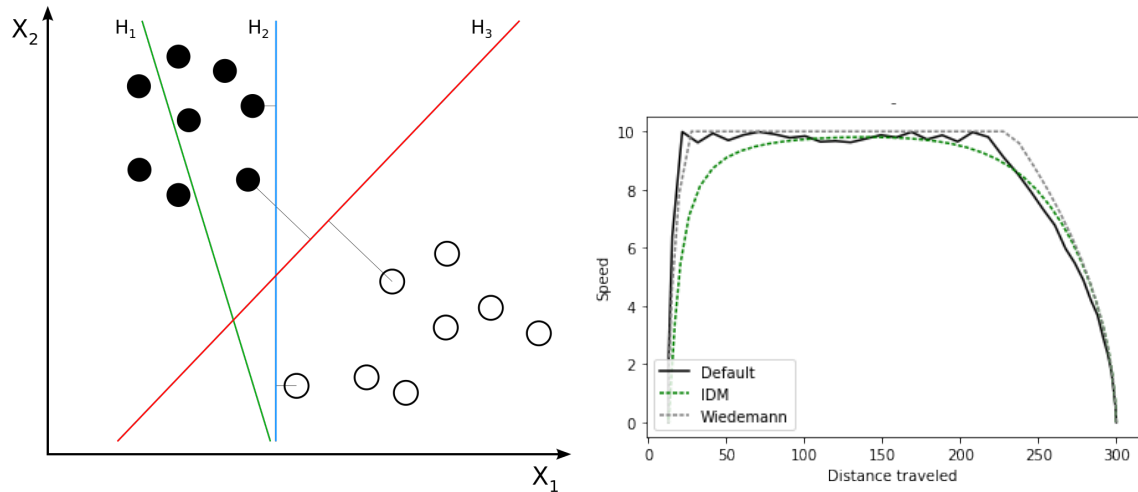 X2
H1
H2
H3
X1
-
10
8
6
4
2
0
Speed
Default
IDM
Wiedemann
0 50 100 150 200 250 300
Distance traveled